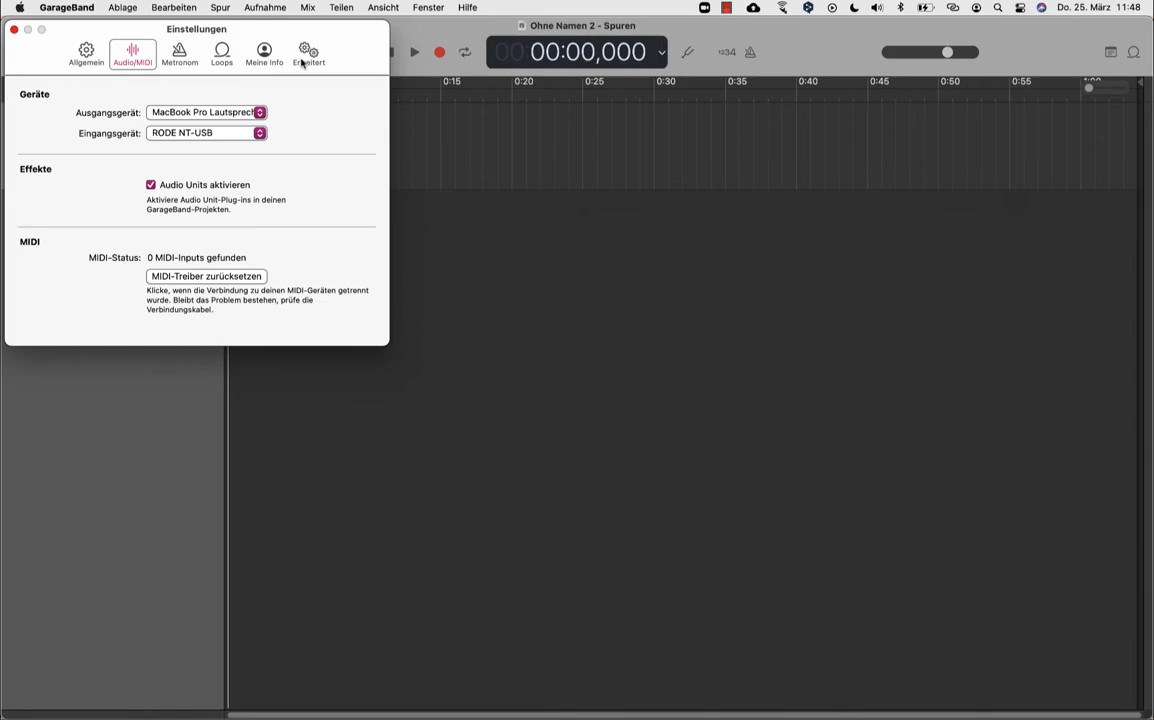 GarageBand Ablage Bearbeiten Spur Aufnahme Mix Teilen Ansicht Fenster Hilfe Do. 25. März 11:48
Einstellungen
Ohne Namen 2 - Spuren
Allgemein Audio/MIDI Metronom Loops Meine Info Erweitert
00:00,000
1234
0:15 0:20 0:25 0:30 0:35 0:40 0:45 0:50 0:55 1:00
Geräte
Ausgangsgerät: MacBook Pro Lautsprech
Eingangsgerät: RODE NT-USB
Effekte
Audio Units aktivieren
Aktiviere Audio Unit-Plug-ins in deinen
GarageBand-Projekten.
MIDI
MIDI-Status: 0 MIDI-Inputs gefunden
MIDI-Treiber zurücksetzen
Klicke, wenn die Verbindung zu deinen MIDI-Geräten getrennt
wurde. Bleibt das Problem bestehen, prüfe die
Verbindungskabel.